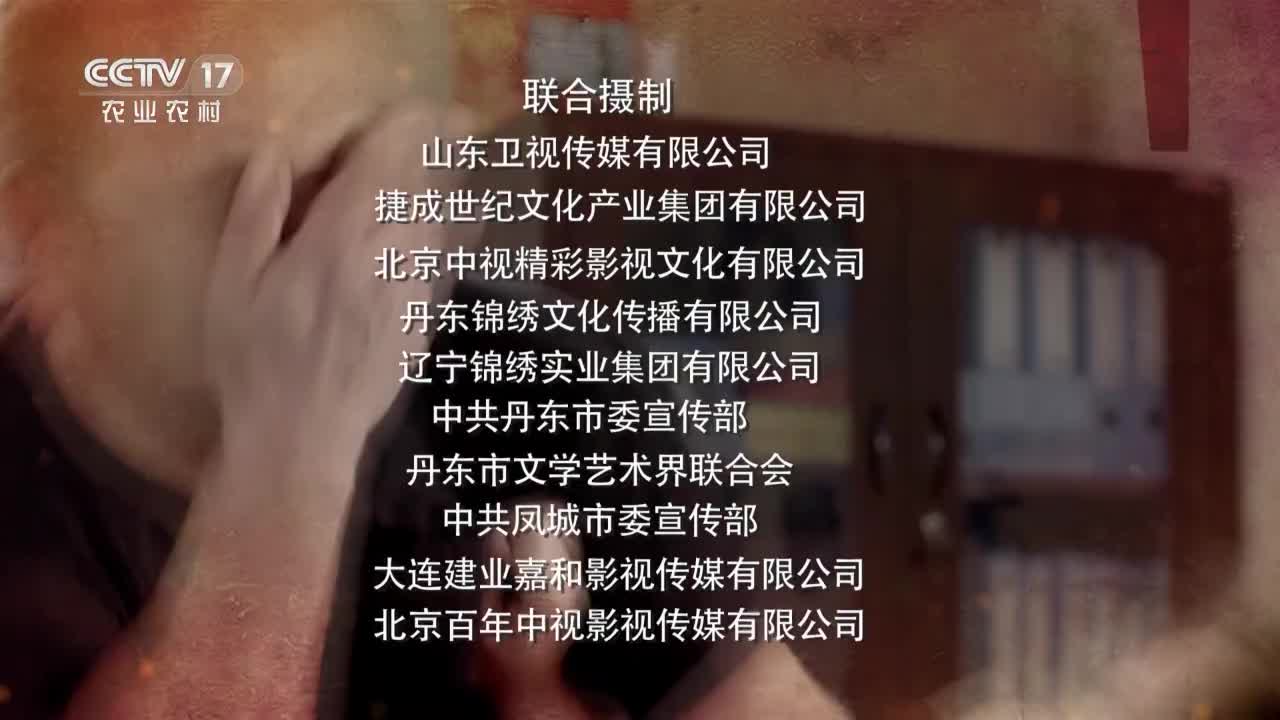 CCTV 17
农业农村
联合摄制
山东卫视传媒有限公司
捷成世纪文化产业集团有限公司
北京中视精彩影视文化有限公司
丹东锦绣文化传播有限公司
辽宁锦绣实业集团有限公司
中共丹东市委宣传部
丹东市文学艺术界联合会
中共凤城市委宣传部
大连建业嘉和影视传媒有限公司
北京百年中视影视传媒有限公司